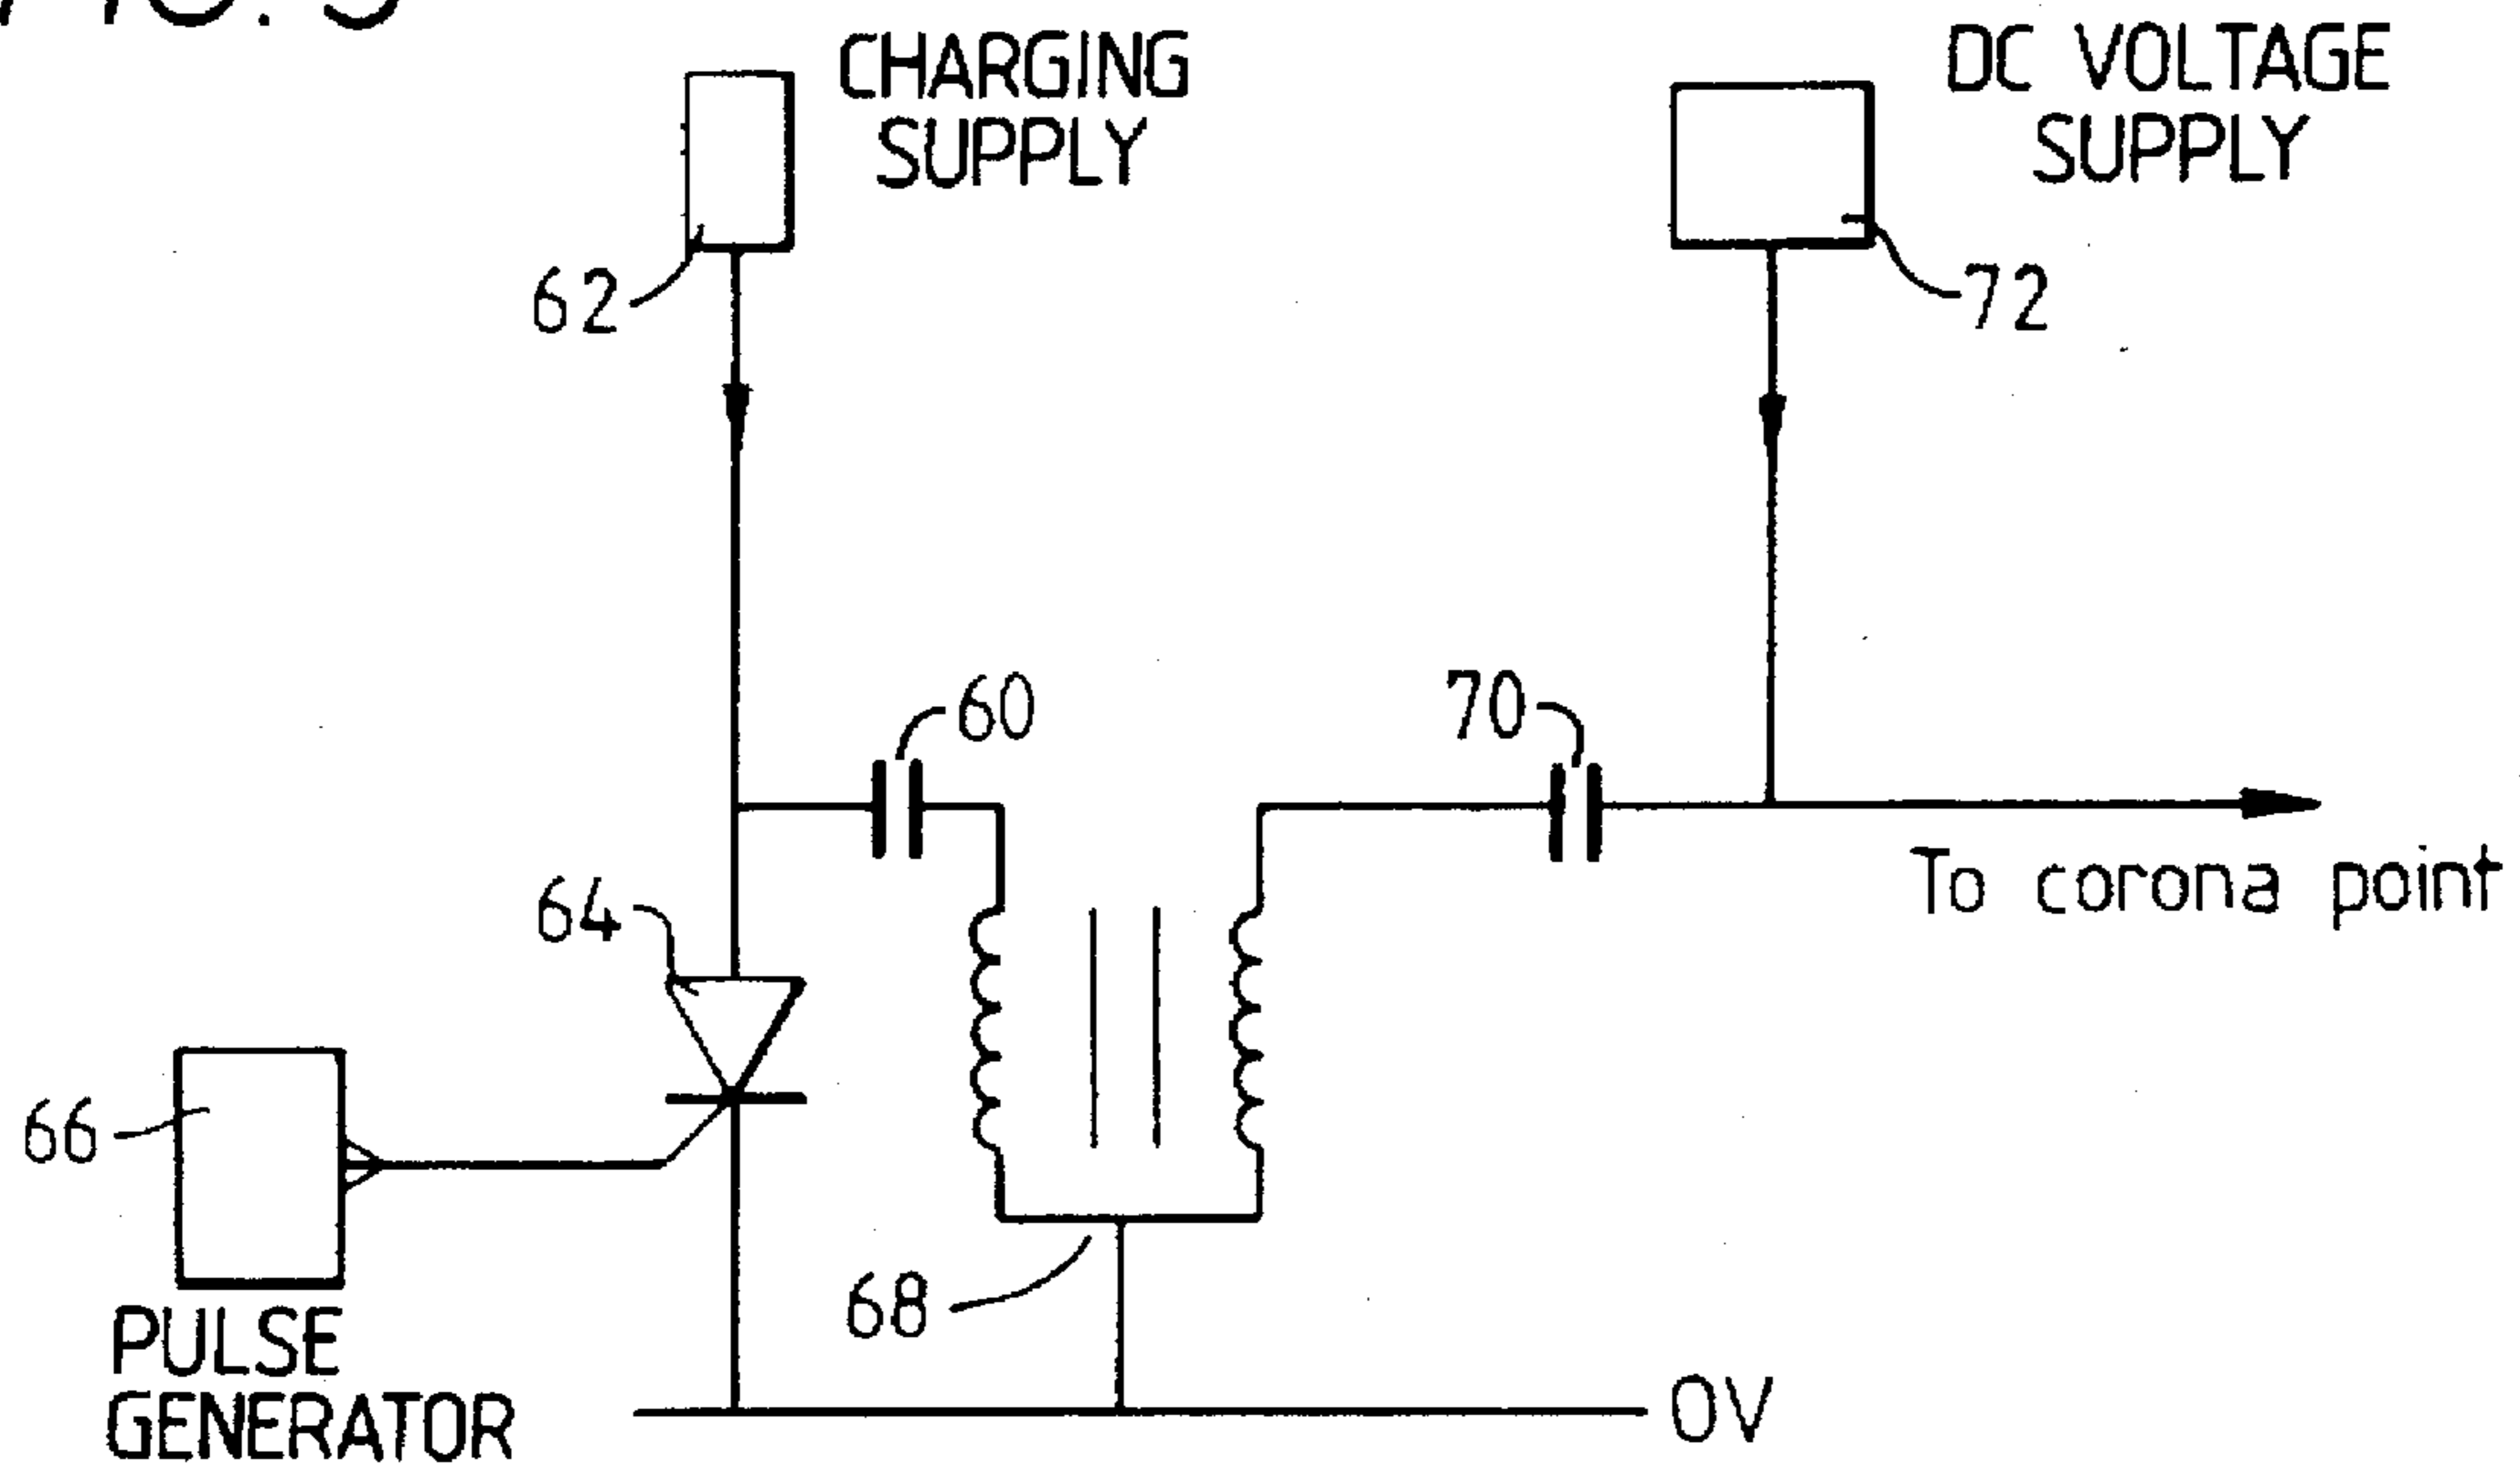 CHARGING
SUPPLY
DC VOLTAGE
SUPPLY
62
72
60
70
64
To corona point
66
68
PULSE
GENERATOR
0V